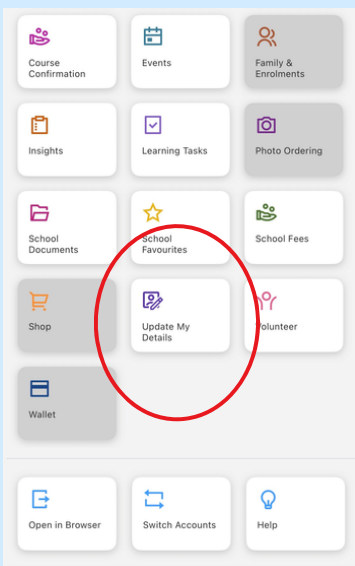 Course
Confirmation
Events
Family &
Enrolments
Insights
Learning Tasks
Photo Ordering
School
Documents
School
Favourites
School Fees
Shop
Update My
Details
Volunteer
Wallet
Open in Browser
Switch Accounts
Help